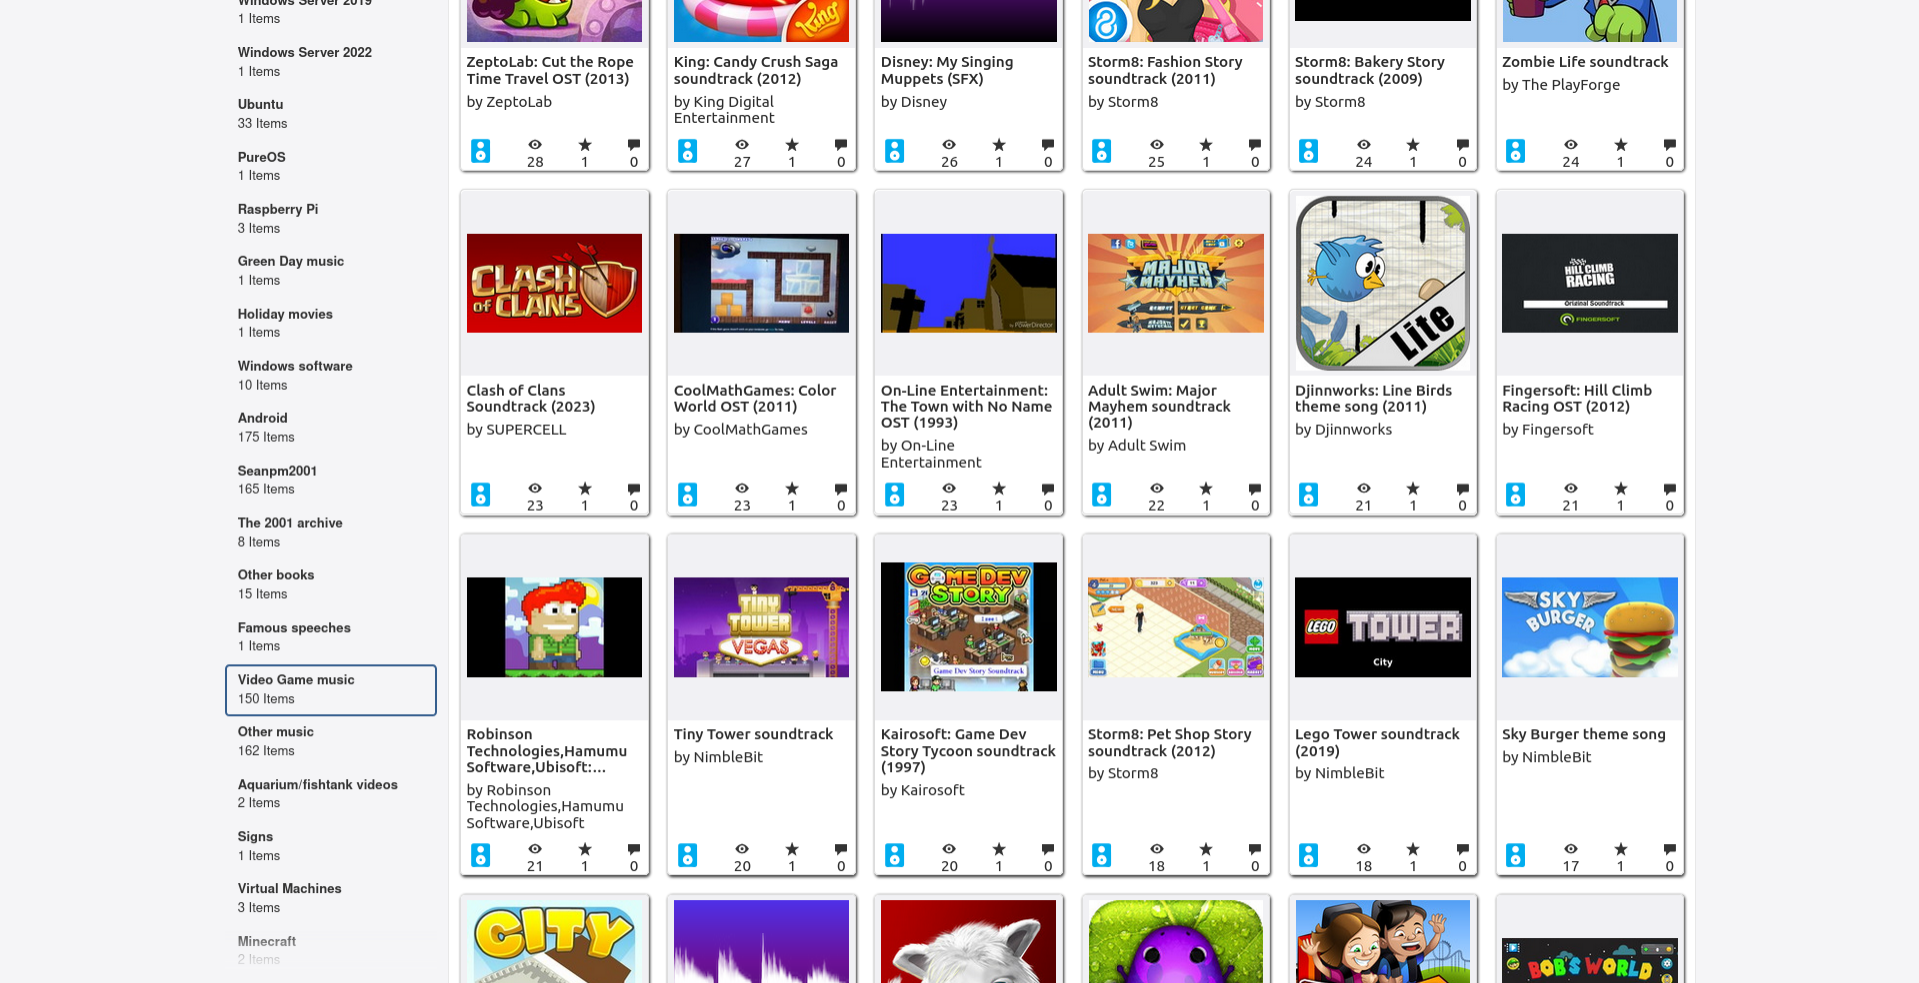 Windows Server 2019
1 Items
Windows Server 2022
1 Items
Ubuntu
33 Items
PureOS
1 Items
Raspberry Pi
3 Items
Green Day music
1 Items
Holiday movies
1 Items
Windows software
10 Items
Android
175 Items
Seanpm2001
165 Items
The 2001 archive
8 Items
Other books
15 Items
Famous speeches
1 Items
Video Game music
150 Items
Other music
162 Items
Aquarium/fishtank videos
2 Items
Signs
1 Items
Virtual Machines
3 Items
Minecraft
2 Items
ZeptoLab: Cut the Rope
Time Travel OST (2013)
by ZeptoLab
28 1 0
King
King: Candy Crush Saga
soundtrack (2012)
by King Digital
Entertainment
27 1 0
Disney: My Singing
Muppets (SFX)
by Disney
26 1 0
8
Storm8: Fashion Story
soundtrack (2011)
by Storm8
25 1 0
Storm8: Bakery Story
soundtrack (2009)
by Storm8
24 1 0
Zombie Life soundtrack
by The PlayForge
24 1 0
CLASH
OF CLANS
Clash of Clans
Soundtrack (2023)
by SUPERCELL
23 1 0
CoolMathGames: Color
World OST (2011)
by CoolMathGames
23 1 0
PowerDirector
On-Line Entertainment:
The Town with No Name
OST (1993)
by On-Line
Entertainment
23 1 0
MAJOR
MAYHEM
Adult Swim: Major
Mayhem soundtrack
(2011)
by Adult Swim
22 1 0
Lite
Djinnworks: Line Birds
theme song (2011)
by Djinnworks
21 1 0
HILL CLIMB
RACING
Original Soundtrack
FINGERSOFT
Fingersoft: Hill Climb
Racing OST (2012)
by Fingersoft
21 1 0
Robinson
Technologies,Hamumu
Software,Ubisoft:...
by Robinson
Technologies,Hamumu
Software,Ubisoft
21 1 0
TINY
TOWER
VEGAS
Tiny Tower soundtrack
by NimbleBit
20 1 0
GAME DEV
STORY
Game Dev Story Soundtrack
Kairosoft: Game Dev
Story Tycoon soundtrack
(1997)
by Kairosoft
20 1 0
Storm8: Pet Shop Story
soundtrack (2012)
by Storm8
18 1 0
LEGO TOWER
City
Lego Tower soundtrack
(2019)
by NimbleBit
18 1 0
SKY
BURGER
Sky Burger theme song
by NimbleBit
17 1 0
CITY
BOB'S WORLD